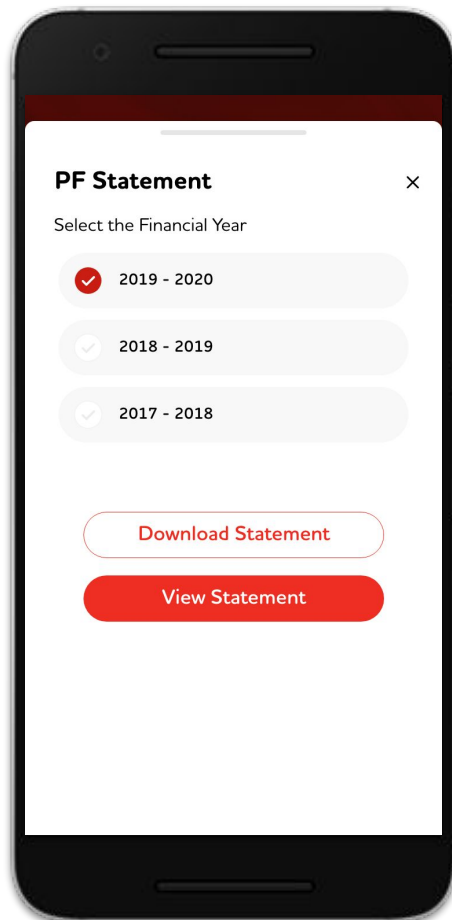 PF Statement
Select the Financial Year
2019 - 2020
2018 - 2019
2017 - 2018
Download Statement
View Statement